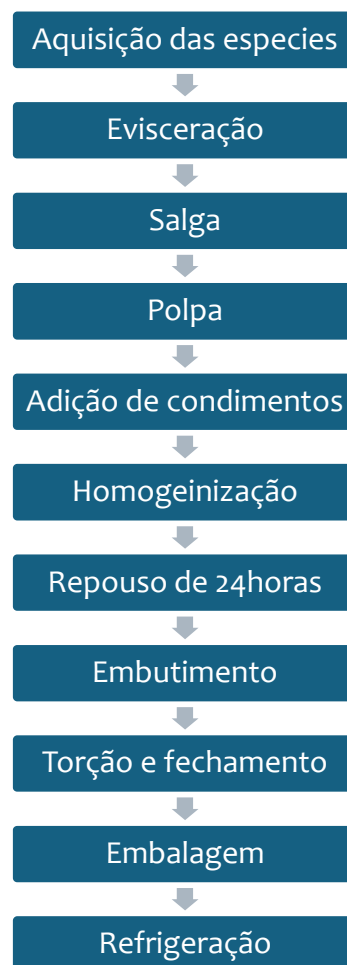 Aquisição das especies
Evisceração
Salga
Polpa
Adição de condimentos
Homogeinização
Repouso de 24horas
Embutimento
Torção e fechamento
Embalagem
Refrigeração